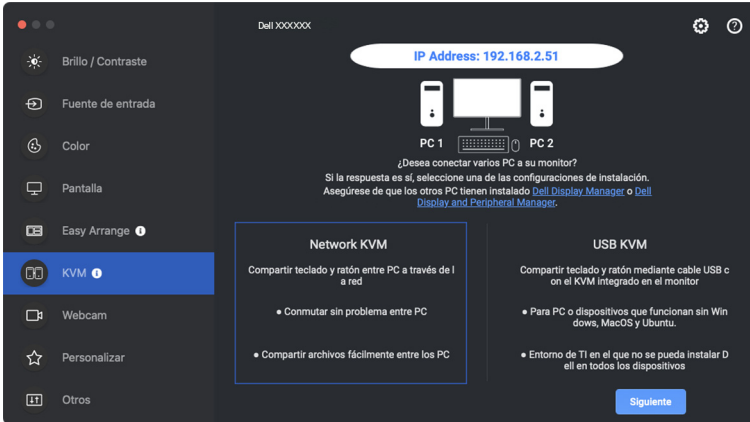 Dell XXXXXX
Brillo / Contraste
Fuente de entrada
Color
Pantalla
Easy Arrange
KVM
Webcam
Personalizar
Otros
IP Address: 192.168.2.51
PC 1
PC 2
¿Desea conectar varios PC a su monitor?
Si la respuesta es sí, seleccione una de las configuraciones de instalación.
Asegúrese de que los otros PC tienen instalado Dell Display Manager o Dell
Display and Peripheral Manager.
Network KVM
Compartir teclado y ratón entre PC a través de l
a red
● Conmutar sin problema entre PC
● Compartir archivos fácilmente entre los PC
USB KVM
Compartir teclado y ratón mediante cable USB c
on el KVM integrado en el monitor
● Para PC o dispositivos que funcionan sin Win
dows, MacOS y Ubuntu.
● Entorno de TI en el que no se pueda instalar D
ell en todos los dispositivos
Siguiente